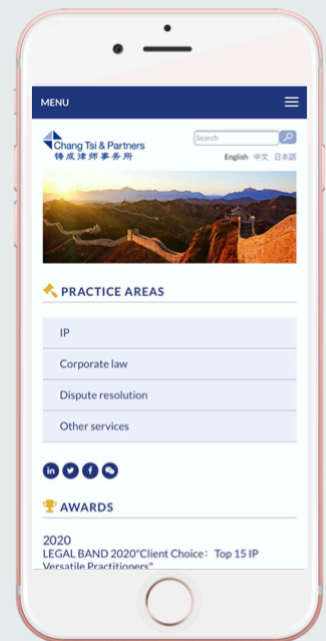 MENU
Chang Tsi & Partners
铸成律师事务所
Search
English 中文 日本語
PRACTICE AREAS
IP
Corporate law
Dispute resolution
Other services
in
f
AWARDS
2020
LEGAL BAND 2020"Client Choice: Top 15 IP
Versatile Practitioners"